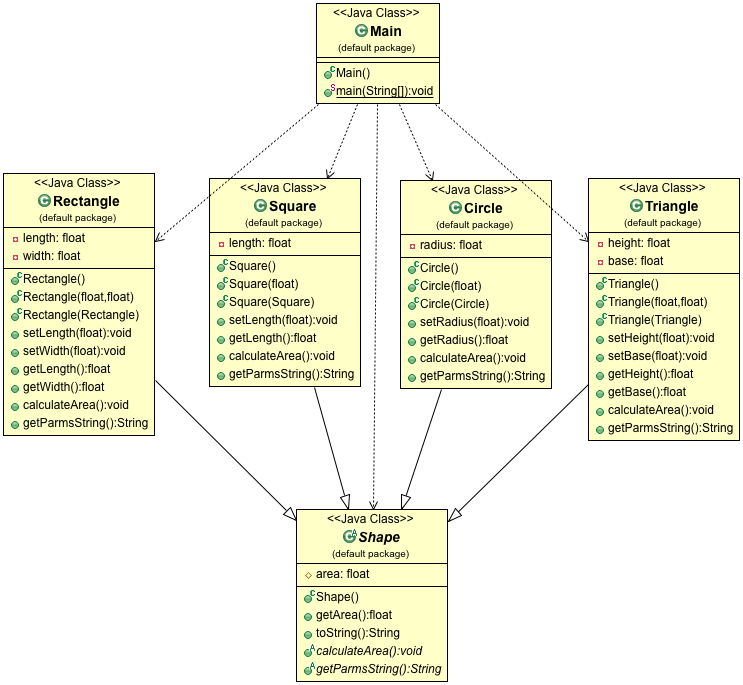 <<Java Class>>
Main
(default package)
Main()
main(String[]):void
<<Java Class>>
Rectangle
(default package)
length: float
width: float
Rectangle()
Rectangle(float,float)
Rectangle(Rectangle)
setLength(float):void
setWidth(float):void
getLength():float
getWidth():float
calculateArea():void
getParmsString():String
<<Java Class>>
Square
(default package)
length: float
Square()
Square(float)
Square(Square)
setLength(float):void
getLength():float
calculateArea():void
getParmsString():String
<<Java Class>>
Circle
(default package)
radius: float
Circle()
Circle(float)
Circle(Circle)
setRadius(float):void
getRadius():float
calculateArea():void
getParmsString():String
<<Java Class>>
Triangle
(default package)
height: float
base: float
Triangle()
Triangle(float,float)
Triangle(Triangle)
setHeight(float):void
setBase(float):void
getHeight():float
getBase():float
calculateArea():void
getParmsString():String
<<Java Class>>
Shape
(default package)
area: float
Shape()
getArea():float
toString():String
calculateArea():void
getParmsString():String